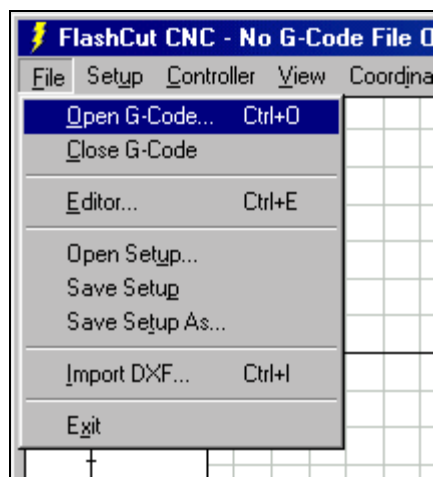 FlashCut CNC - No G-Code File O
File Setup Controller View Coordina
Open G-Code... Ctrl+O
Close G-Code
Editor... Ctrl+E
Open Setup...
Save Setup
Save Setup As...
Import DXF... Ctrl+I
Exit